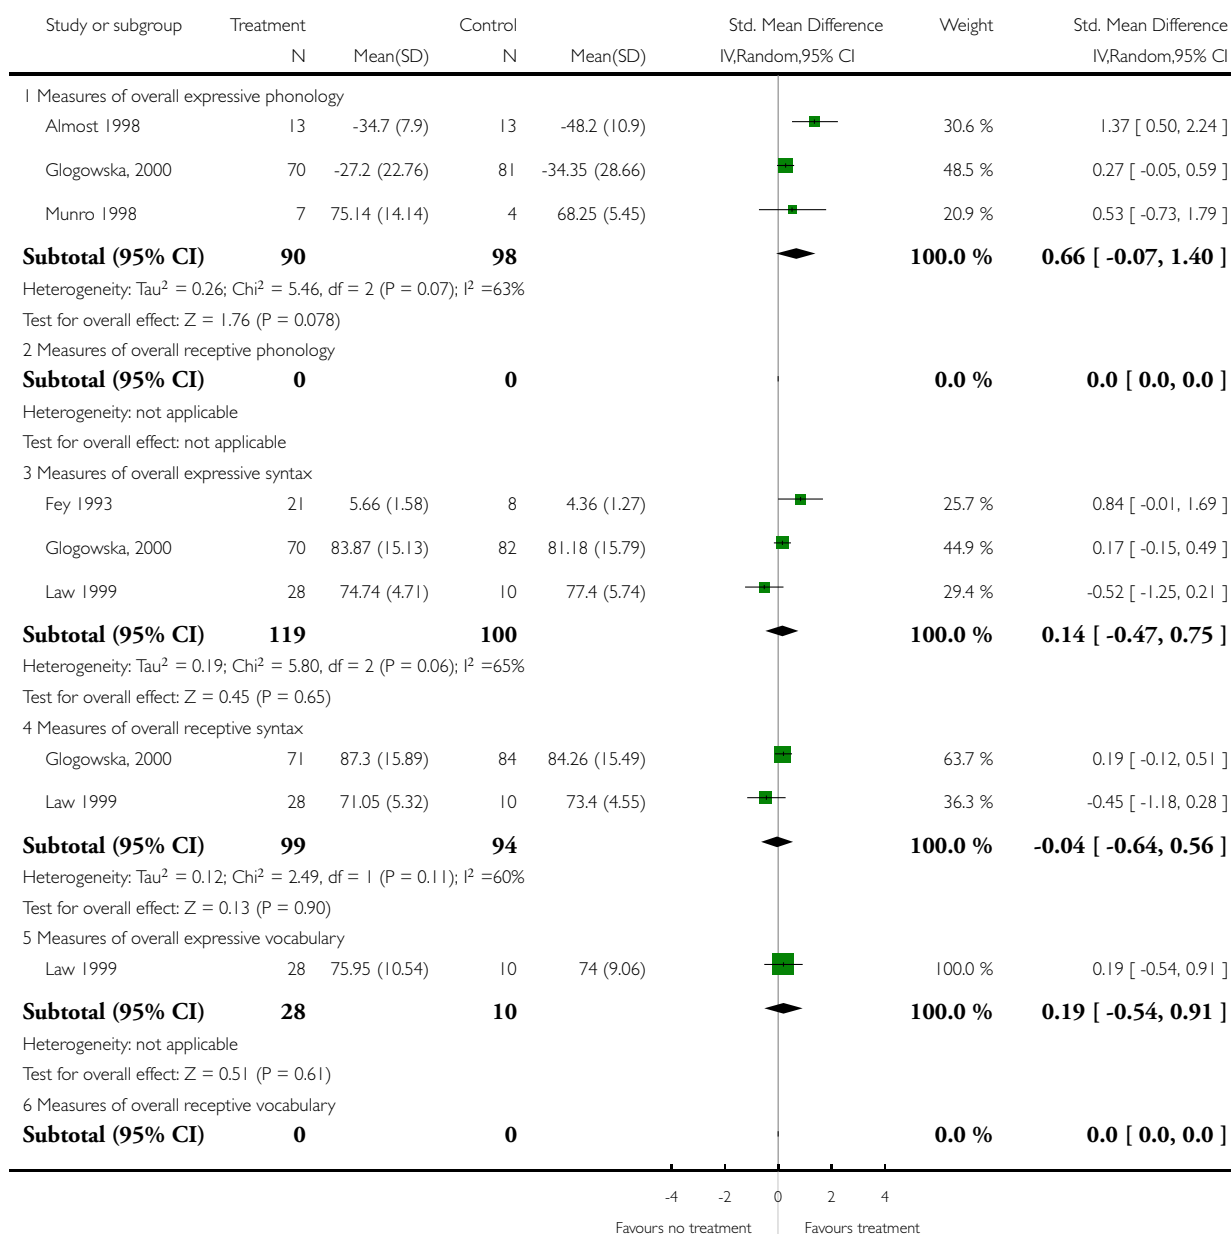 Study or subgroup Treatment Control Std. Mean Difference Weight Std. Mean Difference
N Mean(SD) N Mean(SD) IV,Random,95% CI IV,Random,95% CI
1 Measures of overall expressive phonology
Almost 1998 13 -34.7 (7.9) 13 -48.2 (10.9) 30.6 % 1.37 [ 0.50, 2.24 ]
Glogowska, 2000 70 -27.2 (22.76) 81 -34.35 (28.66) 48.5 % 0.27 [ -0.05, 0.59 ]
Munro 1998 7 75.14 (14.14) 4 68.25 (5.45) 20.9 % 0.53 [ -0.73, 1.79 ]
Subtotal (95% CI) 90 98 100.0 % 0.66 [ -0.07, 1.40 ]
Heterogeneity: Tau² = 0.26; Chi² = 5.46, df = 2 (P = 0.07); I² =63%
Test for overall effect: Z = 1.76 (P = 0.078)
2 Measures of overall receptive phonology
Subtotal (95% CI) 0 0 0.0 % 0.0 [ 0.0, 0.0 ]
Heterogeneity: not applicable
Test for overall effect: not applicable
3 Measures of overall expressive syntax
Fey 1993 21 5.66 (1.58) 8 4.36 (1.27) 25.7 % 0.84 [ -0.01, 1.69 ]
Glogowska, 2000 70 83.87 (15.13) 82 81.18 (15.79) 44.9 % 0.17 [ -0.15, 0.49 ]
Law 1999 28 74.74 (4.71) 10 77.4 (5.74) 29.4 % -0.52 [ -1.25, 0.21 ]
Subtotal (95% CI) 119 100 100.0 % 0.14 [ -0.47, 0.75 ]
Heterogeneity: Tau² = 0.19; Chi² = 5.80, df = 2 (P = 0.06); I² =65%
Test for overall effect: Z = 0.45 (P = 0.65)
4 Measures of overall receptive syntax
Glogowska, 2000 71 87.3 (15.89) 84 84.26 (15.49) 63.7 % 0.19 [ -0.12, 0.51 ]
Law 1999 28 71.05 (5.32) 10 73.4 (4.55) 36.3 % -0.45 [ -1.18, 0.28 ]
Subtotal (95% CI) 99 94 100.0 % -0.04 [ -0.64, 0.56 ]
Heterogeneity: Tau² = 0.12; Chi² = 2.49, df = 1 (P = 0.11); I² =60%
Test for overall effect: Z = 0.13 (P = 0.90)
5 Measures of overall expressive vocabulary
Law 1999 28 75.95 (10.54) 10 74 (9.06) 100.0 % 0.19 [ -0.54, 0.91 ]
Subtotal (95% CI) 28 10 100.0 % 0.19 [ -0.54, 0.91 ]
Heterogeneity: not applicable
Test for overall effect: Z = 0.51 (P = 0.61)
6 Measures of overall receptive vocabulary
Subtotal (95% CI) 0 0 0.0 % 0.0 [ 0.0, 0.0 ]
-4 -2 0 2 4
Favours no treatment Favours treatment